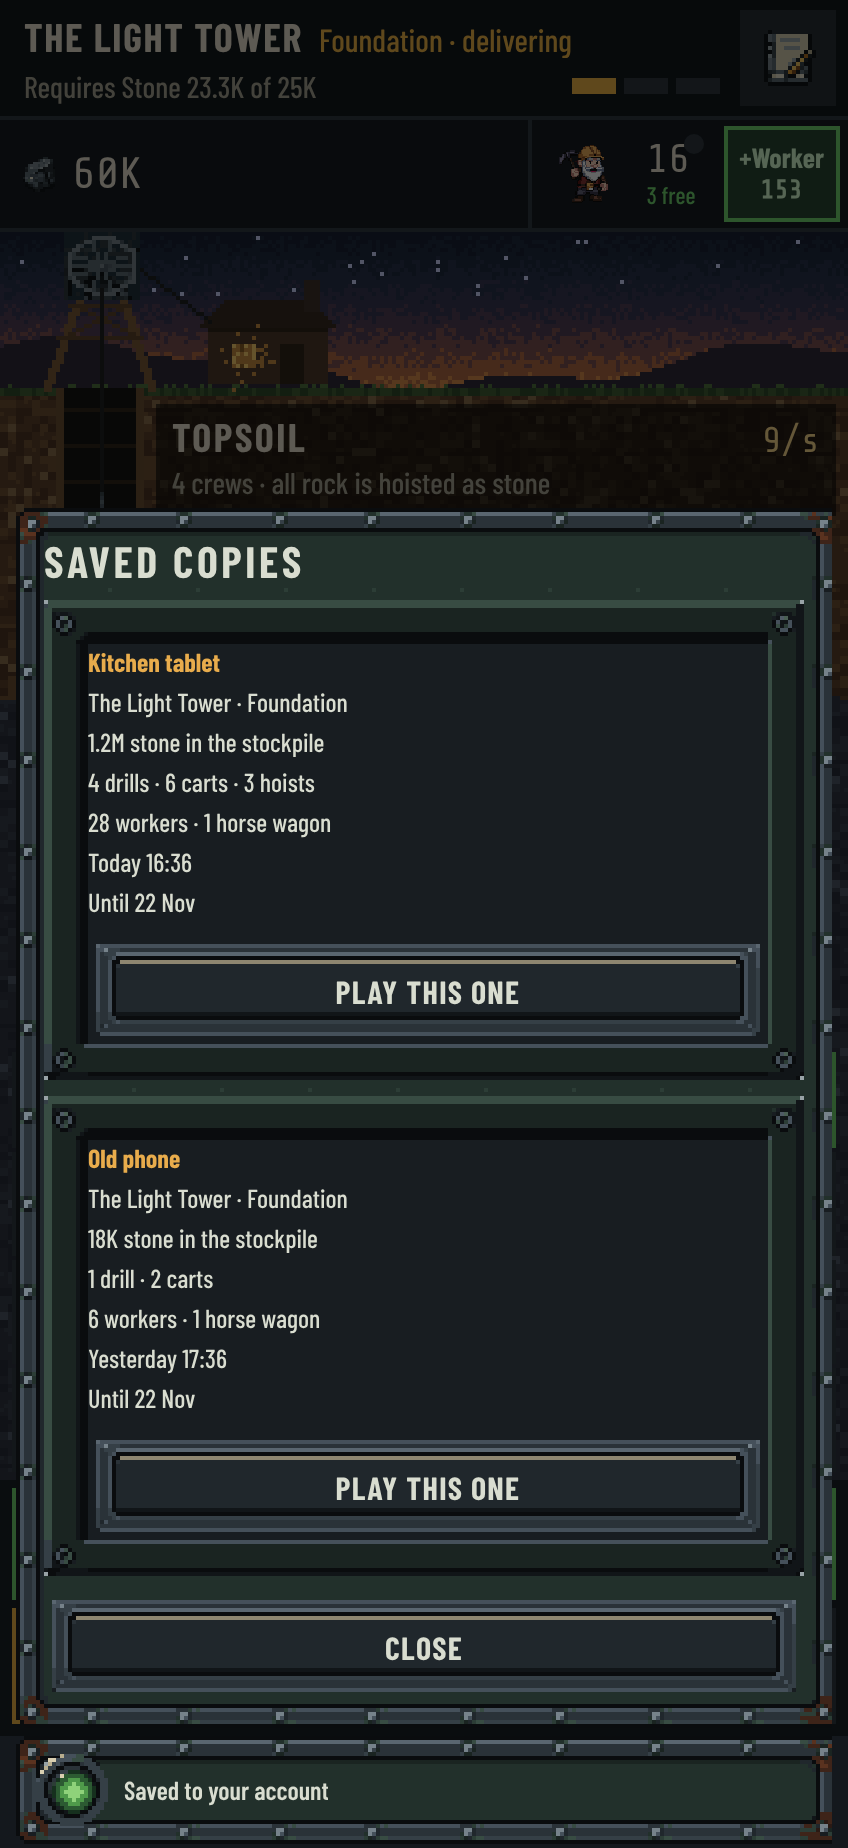 THE LIGHT TOWER Foundation · delivering
Requires Stone 23.3K of 25K
60K
16
3 free
+Worker
153
TOPSOIL
9/s
4 crews · all rock is hoisted as stone
SAVED COPIES
Kitchen tablet
The Light Tower · Foundation
1.2M stone in the stockpile
4 drills · 6 carts · 3 hoists
28 workers · 1 horse wagon
Today 16:36
Until 22 Nov
PLAY THIS ONE
Old phone
The Light Tower · Foundation
18K stone in the stockpile
1 drill · 2 carts
6 workers · 1 horse wagon
Yesterday 17:36
Until 22 Nov
PLAY THIS ONE
CLOSE
Saved to your account